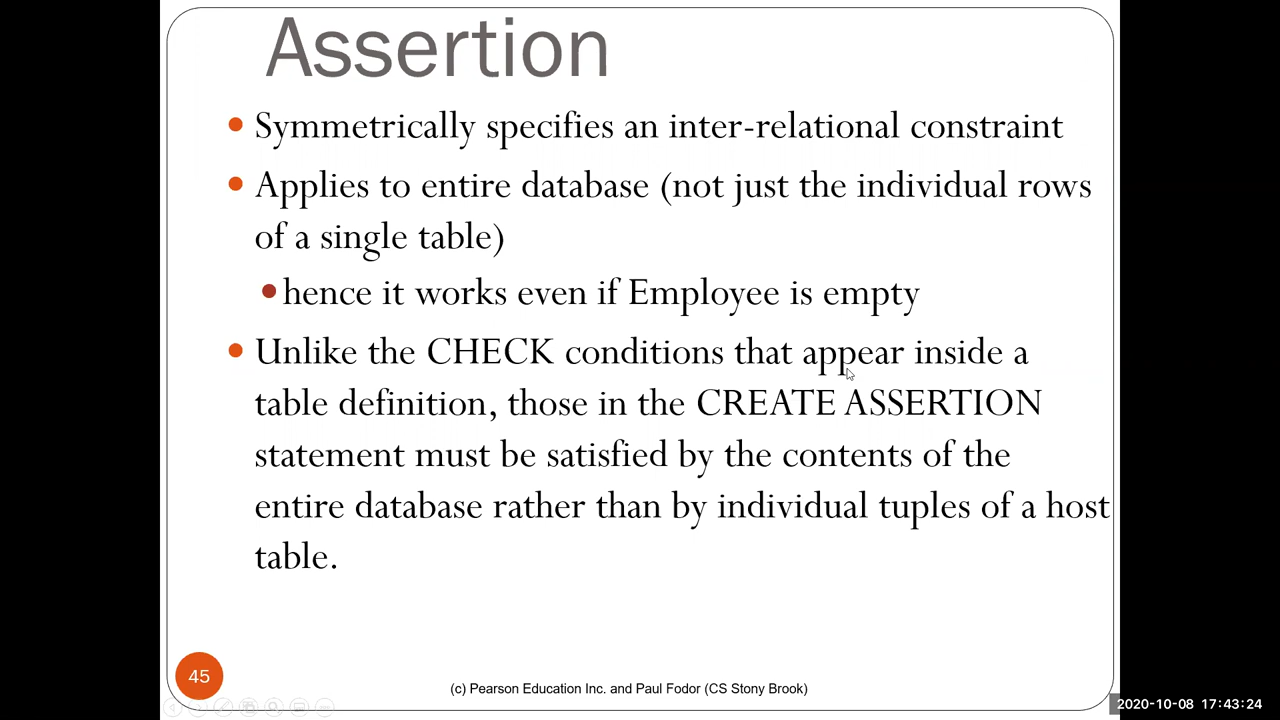 Assertion
• Symmetrically specifies an inter-relational constraint
• Applies to entire database (not just the individual rows
of a single table)
• hence it works even if Employee is empty
• Unlike the CHECK conditions that appear inside a
table definition, those in the CREATE ASSERTION
statement must be satisfied by the contents of the
entire database rather than by individual tuples of a host
table.
45
(c) Pearson Education Inc. and Paul Fodor (CS Stony Brook)
2020-10-08 17:43:24